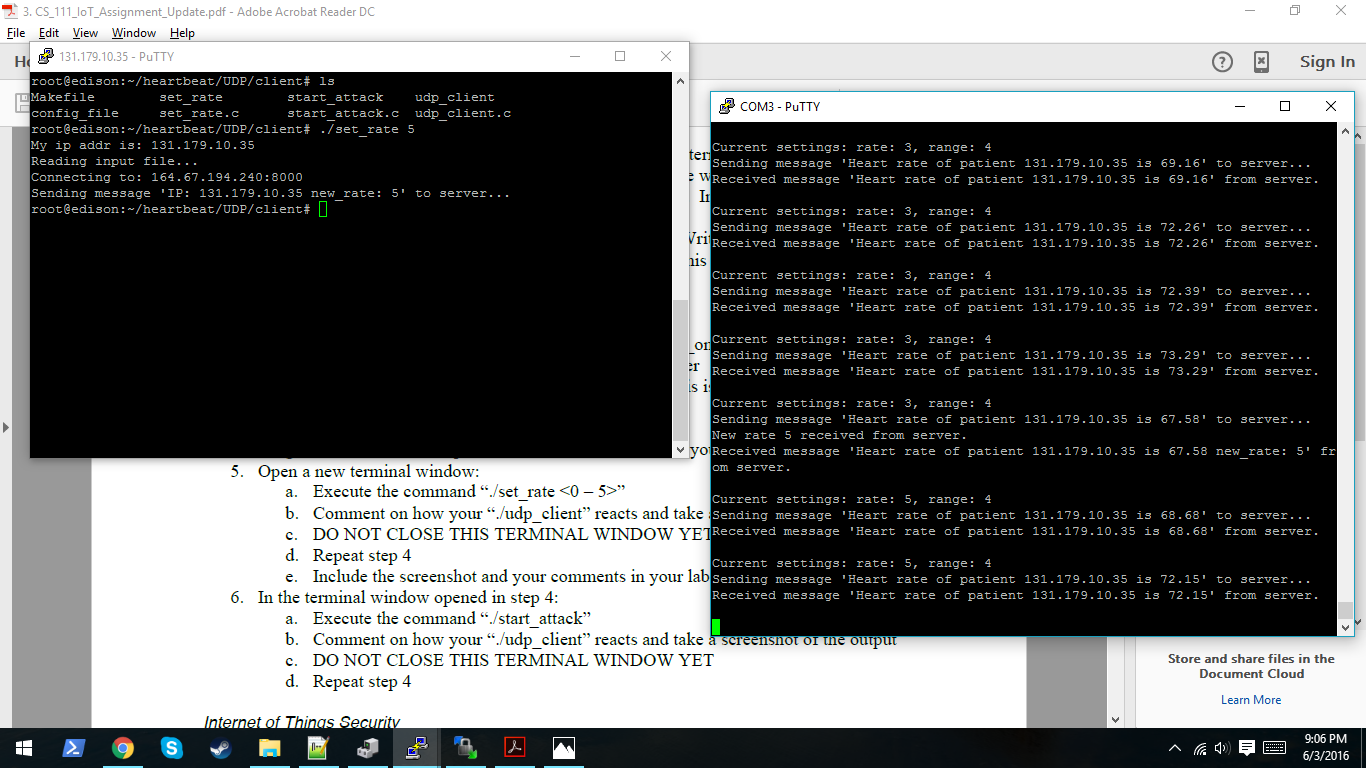 3. CS_111_IoT_Assignment_Update.pdf - Adobe Acrobat Reader DC
File Edit View Window Help
Sign In
131.179.10.35 - PuTTY
root@edison:~/heartbeat/UDP/client# ls
Makefile set_rate start_attack udp_client
config_file set_rate.c start_attack.c udp_client.c
root@edison:~/heartbeat/UDP/client# ./set_rate 5
My ip addr is: 131.179.10.35
Reading input file...
Connecting to: 164.67.194.240:8000
Sending message 'IP: 131.179.10.35 new_rate: 5' to server...
root@edison:~/heartbeat/UDP/client#
COM3 - PuTTY
Current settings: rate: 3, range: 4
Sending message 'Heart rate of patient 131.179.10.35 is 69.16' to server...
Received message 'Heart rate of patient 131.179.10.35 is 69.16' from server.
Current settings: rate: 3, range: 4
Sending message 'Heart rate of patient 131.179.10.35 is 72.26' to server...
Received message 'Heart rate of patient 131.179.10.35 is 72.26' from server.
Current settings: rate: 3, range: 4
Sending message 'Heart rate of patient 131.179.10.35 is 72.39' to server...
Received message 'Heart rate of patient 131.179.10.35 is 72.39' from server.
Current settings: rate: 3, range: 4
Sending message 'Heart rate of patient 131.179.10.35 is 73.29' to server...
Received message 'Heart rate of patient 131.179.10.35 is 73.29' from server.
Current settings: rate: 3, range: 4
Sending message 'Heart rate of patient 131.179.10.35 is 67.58' to server...
New rate 5 received from server.
Received message 'Heart rate of patient 131.179.10.35 is 67.58 new_rate: 5' fr
om server.
Current settings: rate: 5, range: 4
Sending message 'Heart rate of patient 131.179.10.35 is 68.68' to server...
Received message 'Heart rate of patient 131.179.10.35 is 68.68' from server.
Current settings: rate: 5, range: 4
Sending message 'Heart rate of patient 131.179.10.35 is 72.15' to server...
Received message 'Heart rate of patient 131.179.10.35 is 72.15' from server.
5. Open a new terminal window:
a. Execute the command “./set_rate <0 – 5>”
b. Comment on how your “./udp_client” reacts and take
c. DO NOT CLOSE THIS TERMINAL WINDOW YET
d. Repeat step 4
e. Include the screenshot and your comments in your lab
6. In the terminal window opened in step 4:
a. Execute the command “./start_attack”
b. Comment on how your “./udp_client” reacts and take a screenshot of the output
c. DO NOT CLOSE THIS TERMINAL WINDOW YET
d. Repeat step 4
Internet of Things Security
Store and share files in the
Document Cloud
Learn More
9:06 PM
6/3/2016